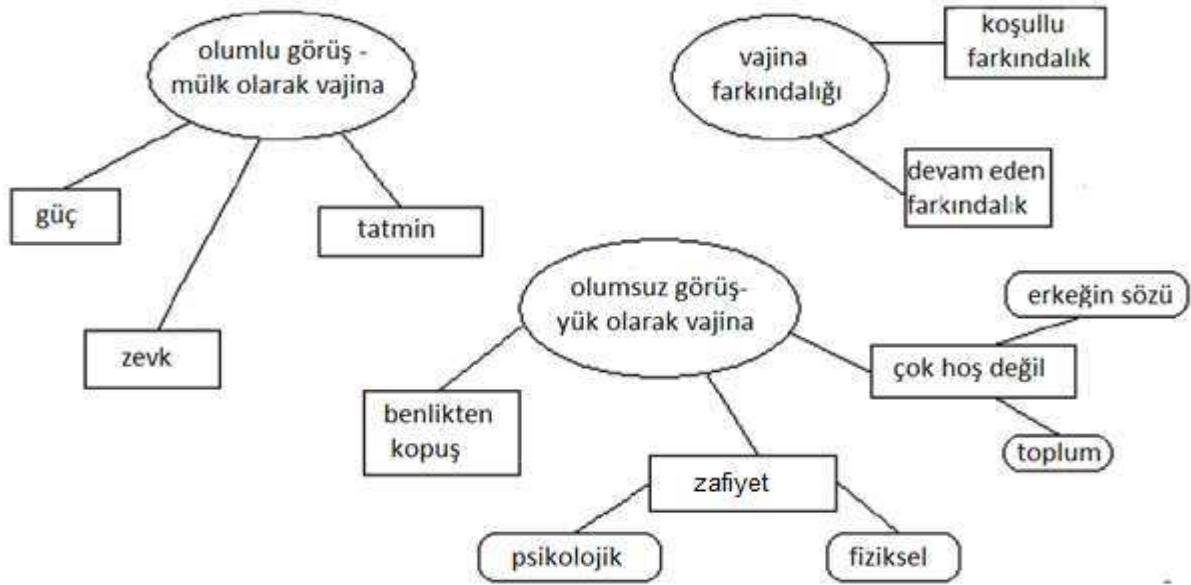 olumlu görüş -
mülk olarak vajina
güç
zevk
tatmin
vajina
farkındalığı
koşullu
farkındalık
devam eden
farkındalık
olumsuz görüş-
yük olarak vajina
benlikten
kopuş
zafiyet
psikolojik
fiziksel
çok hoş değil
erkeğin sözü
toplum